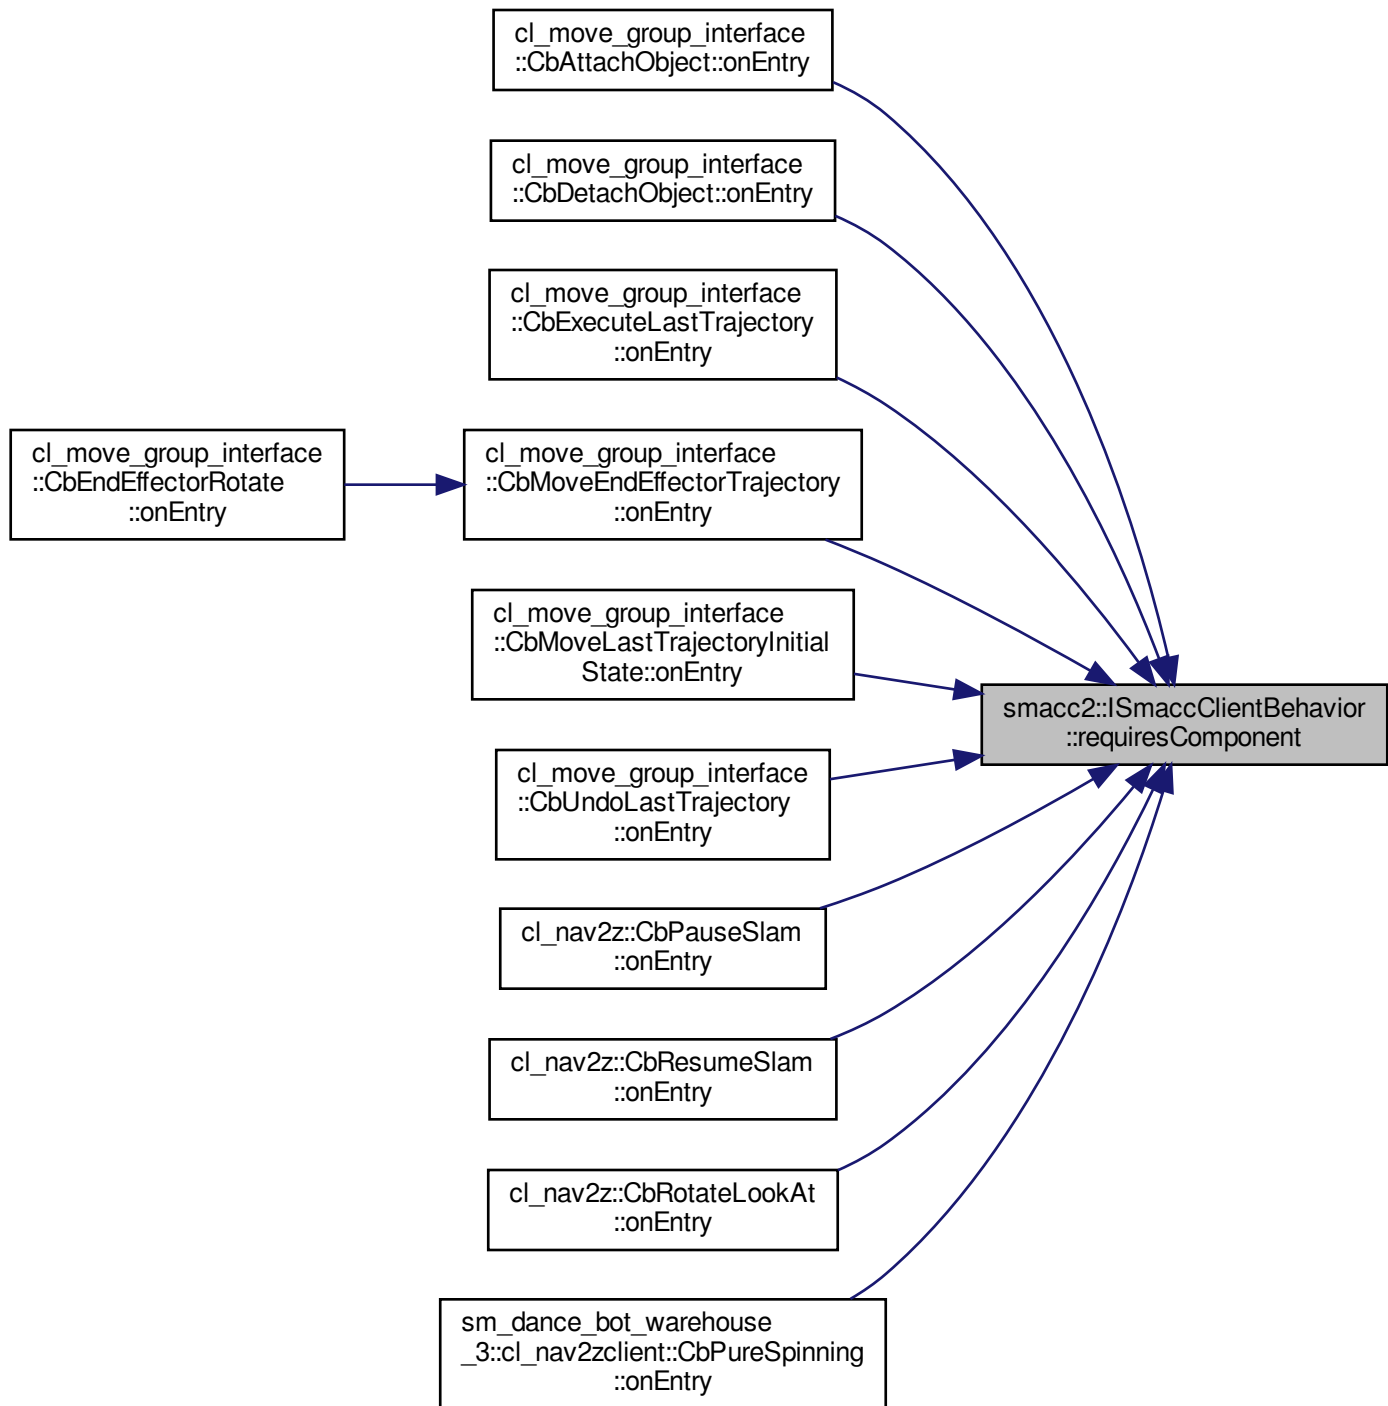 cl_move_group_interface
::CbAttachObject::onEntry
cl_move_group_interface
::CbDetachObject::onEntry
cl_move_group_interface
::CbExecuteLastTrajectory
::onEntry
cl_move_group_interface
::CbEndEffectorRotate
::onEntry
cl_move_group_interface
::CbMoveEndEffectorTrajectory
::onEntry
cl_move_group_interface
::CbMoveLastTrajectoryInitial
State::onEntry
smacc2::ISmaccClientBehavior
::requiresComponent
cl_move_group_interface
::CbUndoLastTrajectory
::onEntry
cl_nav2z::CbPauseSlam
::onEntry
cl_nav2z::CbResumeSlam
::onEntry
cl_nav2z::CbRotateLookAt
::onEntry
sm_dance_bot_warehouse
_3::cl_nav2zclient::CbPureSpinning
::onEntry